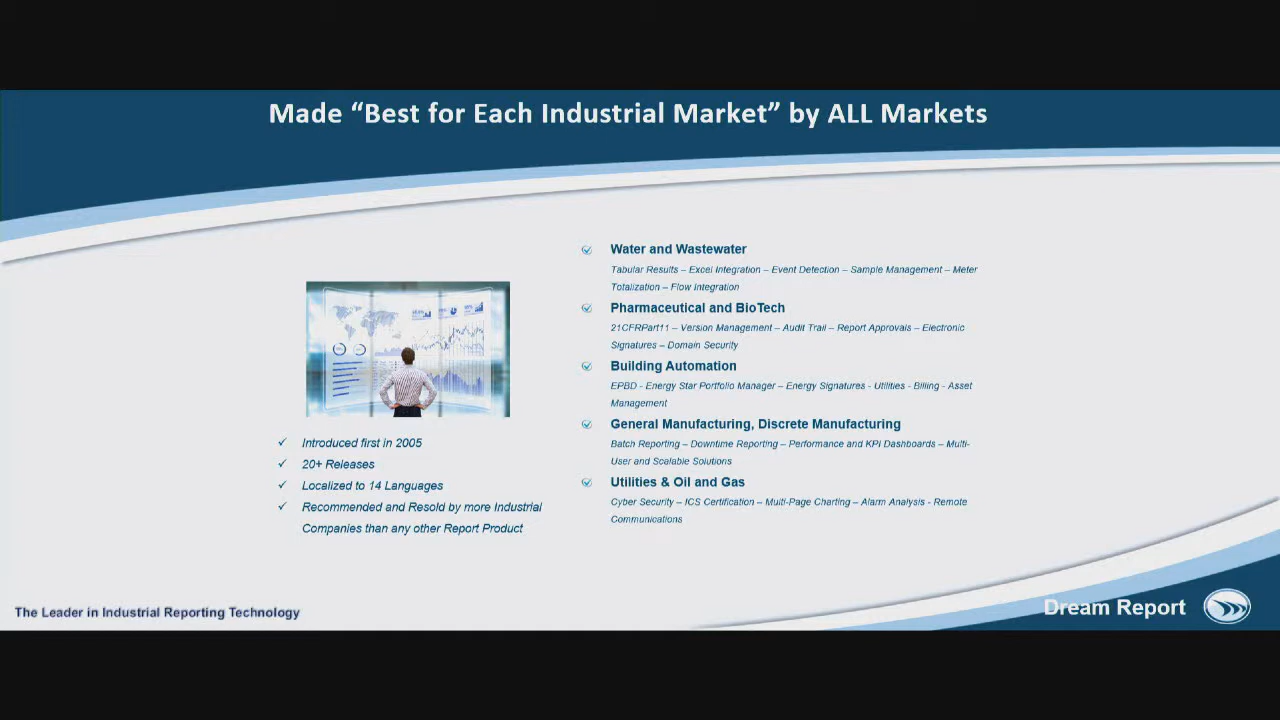 Made “Best for Each Industrial Market” by ALL Markets
Introduced first in 2005
20+ Releases
Localized to 14 Languages
Recommended and Resold by more Industrial
Companies than any other Report Product
Water and Wastewater
Tabular Results – Excel Integration – Event Detection – Sample Management – Meter
Totalization – Flow Integration
Pharmaceutical and BioTech
21CFRPart11 – Version Management – Audit Trail – Report Approvals – Electronic
Signatures – Domain Security
Building Automation
EPBD - Energy Star Portfolio Manager – Energy Signatures - Utilities - Billing - Asset
Management
General Manufacturing, Discrete Manufacturing
Batch Reporting – Downtime Reporting – Performance and KPI Dashboards – Multi-
User and Scalable Solutions
Utilities & Oil and Gas
Cyber Security – ICS Certification – Multi-Page Charting – Alarm Analysis - Remote
Communications
The Leader in Industrial Reporting Technology
Dream Report